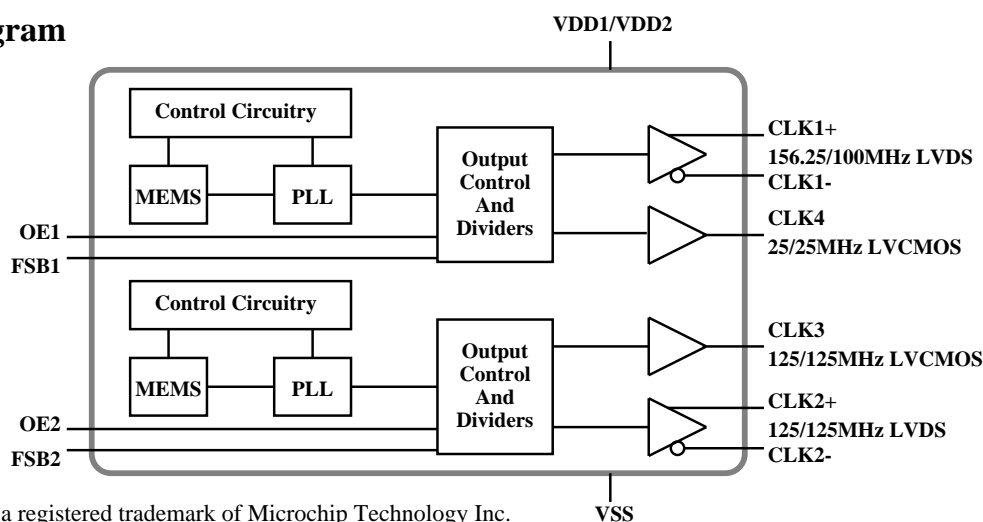 gram
VDD1/VDD2
Control Circuitry
MEMS
PLL
Output
Control
And
Dividers
CLK1+
156.25/100MHz LVDS
CLK1-
CLK4
25/25MHz LVCMOS
OE1
FSB1
Control Circuitry
MEMS
PLL
Output
Control
And
Dividers
CLK3
125/125MHz LVCMOS
CLK2+
125/125MHz LVDS
CLK2-
OE2
FSB2
a registered trademark of Microchip Technology Inc.
VSS